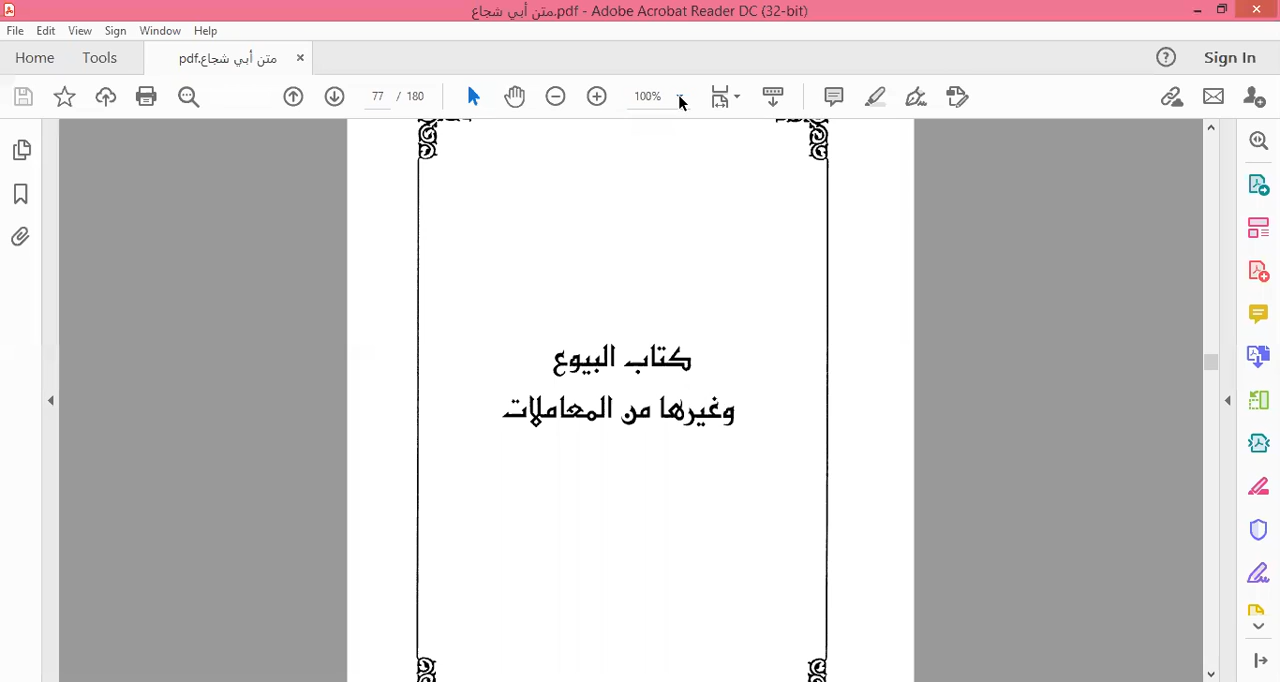 متن أبي شجاع.pdf - Adobe Acrobat Reader DC (32-bit)
File Edit View Sign Window Help
Home Tools متن أبي شجاع.pdf × Sign In
77 / 180 100%
كتاب البيوع
وغيرها من المعاملات